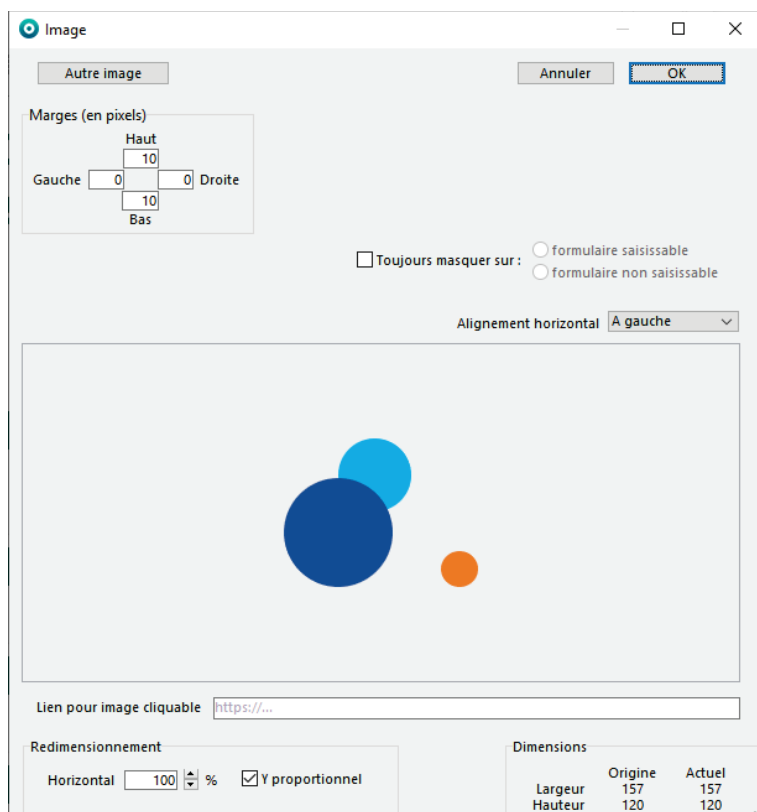 Image
Autre image
Annuler
OK
Marges (en pixels)
Haut
10
Gauche 0 0 Droite
10
Bas
Toujours masquer sur :
formulaire saisissable
formulaire non saisissable
Alignement horizontal A gauche
Lien pour image cliquable https://...
Redimensionnement
Horizontal 100 % Y proportionnel
Dimensions
Origine Actuel
Largeur 157 157
Hauteur 120 120